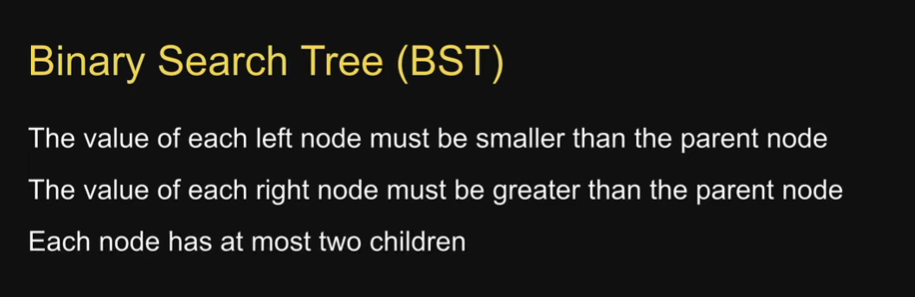 Binary Search Tree (BST)
The value of each left node must be smaller than the parent node
The value of each right node must be greater than the parent node
Each node has at most two children